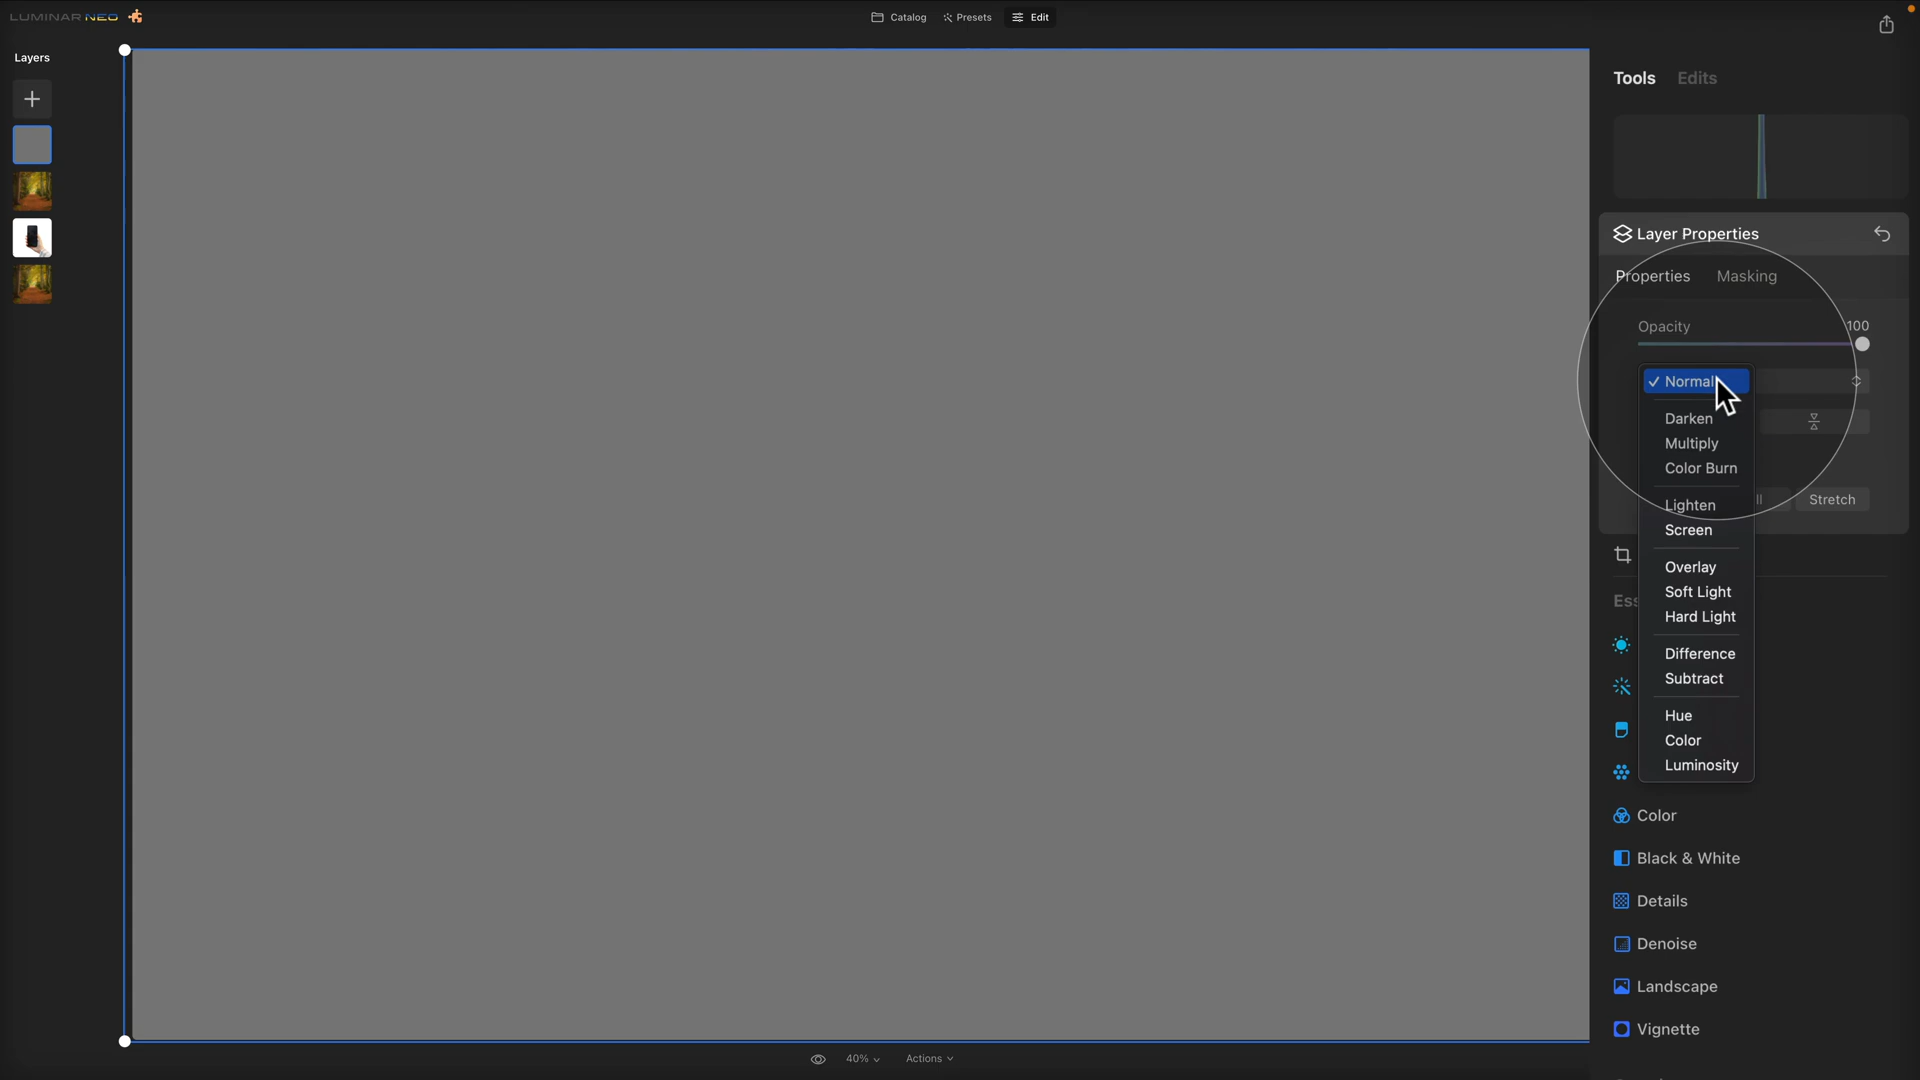 LUMINAR NEO
Catalog
Presets
Edit
Layers
Tools
Edits
Layer Properties
Properties
Masking
Opacity
100
Normal
Darken
Multiply
Color Burn
Lighten
Screen
Overlay
Soft Light
Hard Light
Difference
Subtract
Hue
Color
Luminosity
Stretch
Color
Black & White
Details
Denoise
Landscape
Vignette
40%
Actions